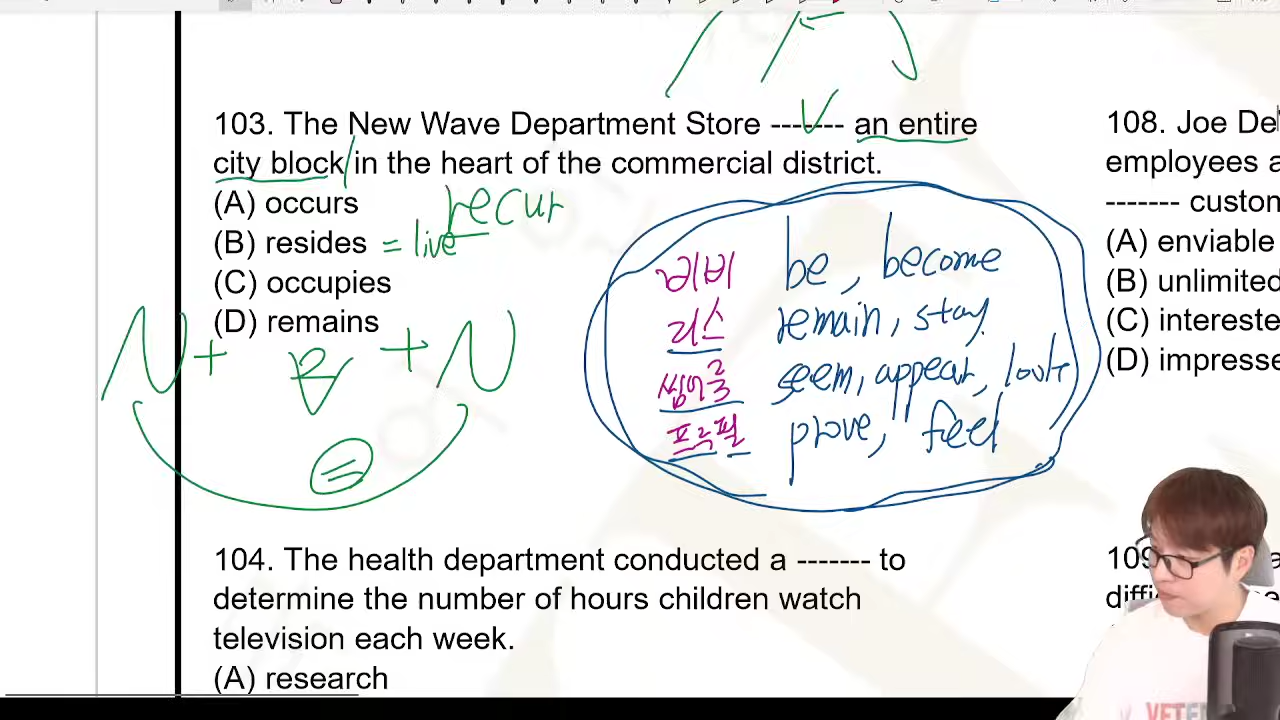 103. The New Wave Department Store ------- an entire
city block in the heart of the commercial district.
(A) occurs
recur
(B) resides = live
(C) occupies
(D) remains
N + 2 V + N
=
비비 be, become
리스 remain, stay
씸어룩 seem, appear, look
프루필 prove, feel
104. The health department conducted a ------- to
determine the number of hours children watch
television each week.
(A) research
108. Joe De
employees a
------- custom
(A) enviable
(B) unlimited
(C) intereste
(D) impresse
109
diffi